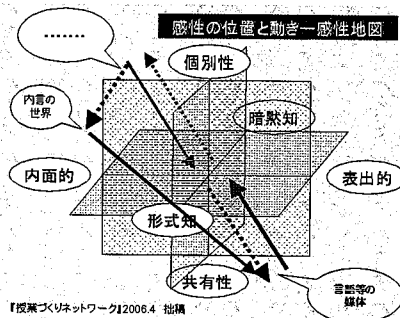 感性の位置と動き―感性地図
・・・・・・・
個別性
内言の
世界
暗黙知
内面的
表出的
形式知
共有性
言語等の
媒体
『授業づくりネットワーク』2006.4 拙稿